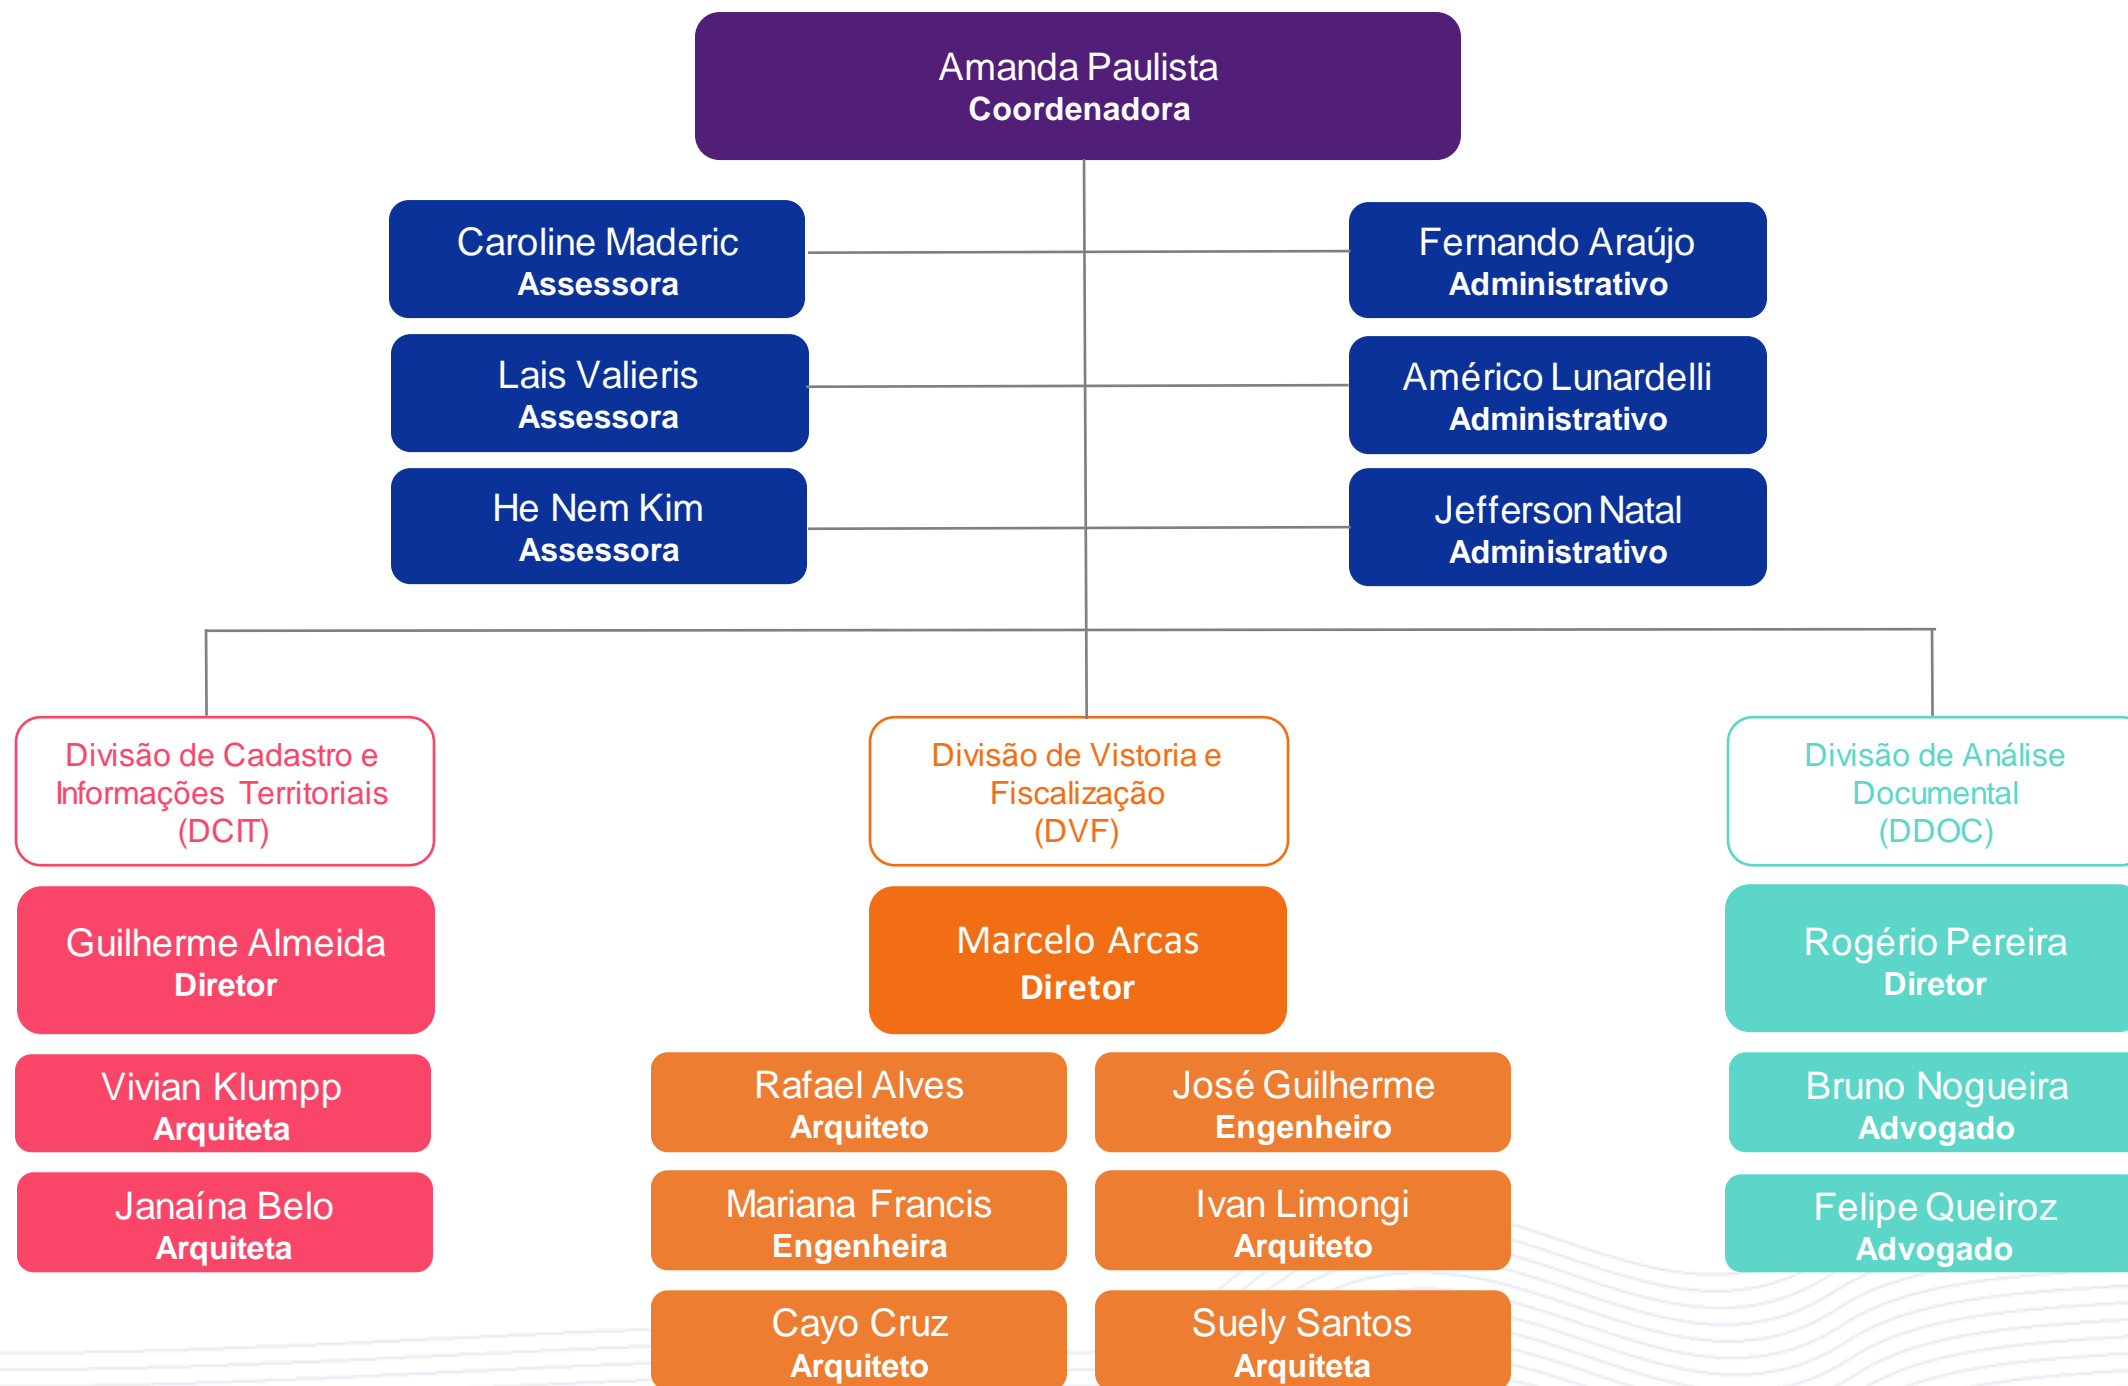 Amanda Paulista
Coordenadora
Caroline Maderic
Assessora
Fernando Araújo
Administrativo
Lais Valieris
Assessora
Américo Lunardelli
Administrativo
He Nem Kim
Assessora
Jefferson Natal
Administrativo
Divisão de Cadastro e
Informações Territoriais
(DCIT)
Divisão de Vistoria e
Fiscalização
(DVF)
Divisão de Análise
Documental
(DDOC)
Guilherme Almeida
Diretor
Marcelo Arcas
Diretor
Rogério Pereira
Diretor
Vivian Klumpp
Arquiteta
Rafael Alves
Arquiteto
José Guilherme
Engenheiro
Bruno Nogueira
Advogado
Janaína Belo
Arquiteta
Mariana Francis
Engenheira
Ivan Limongi
Arquiteto
Felipe Queiroz
Advogado
Cayo Cruz
Arquiteto
Suely Santos
Arquiteta